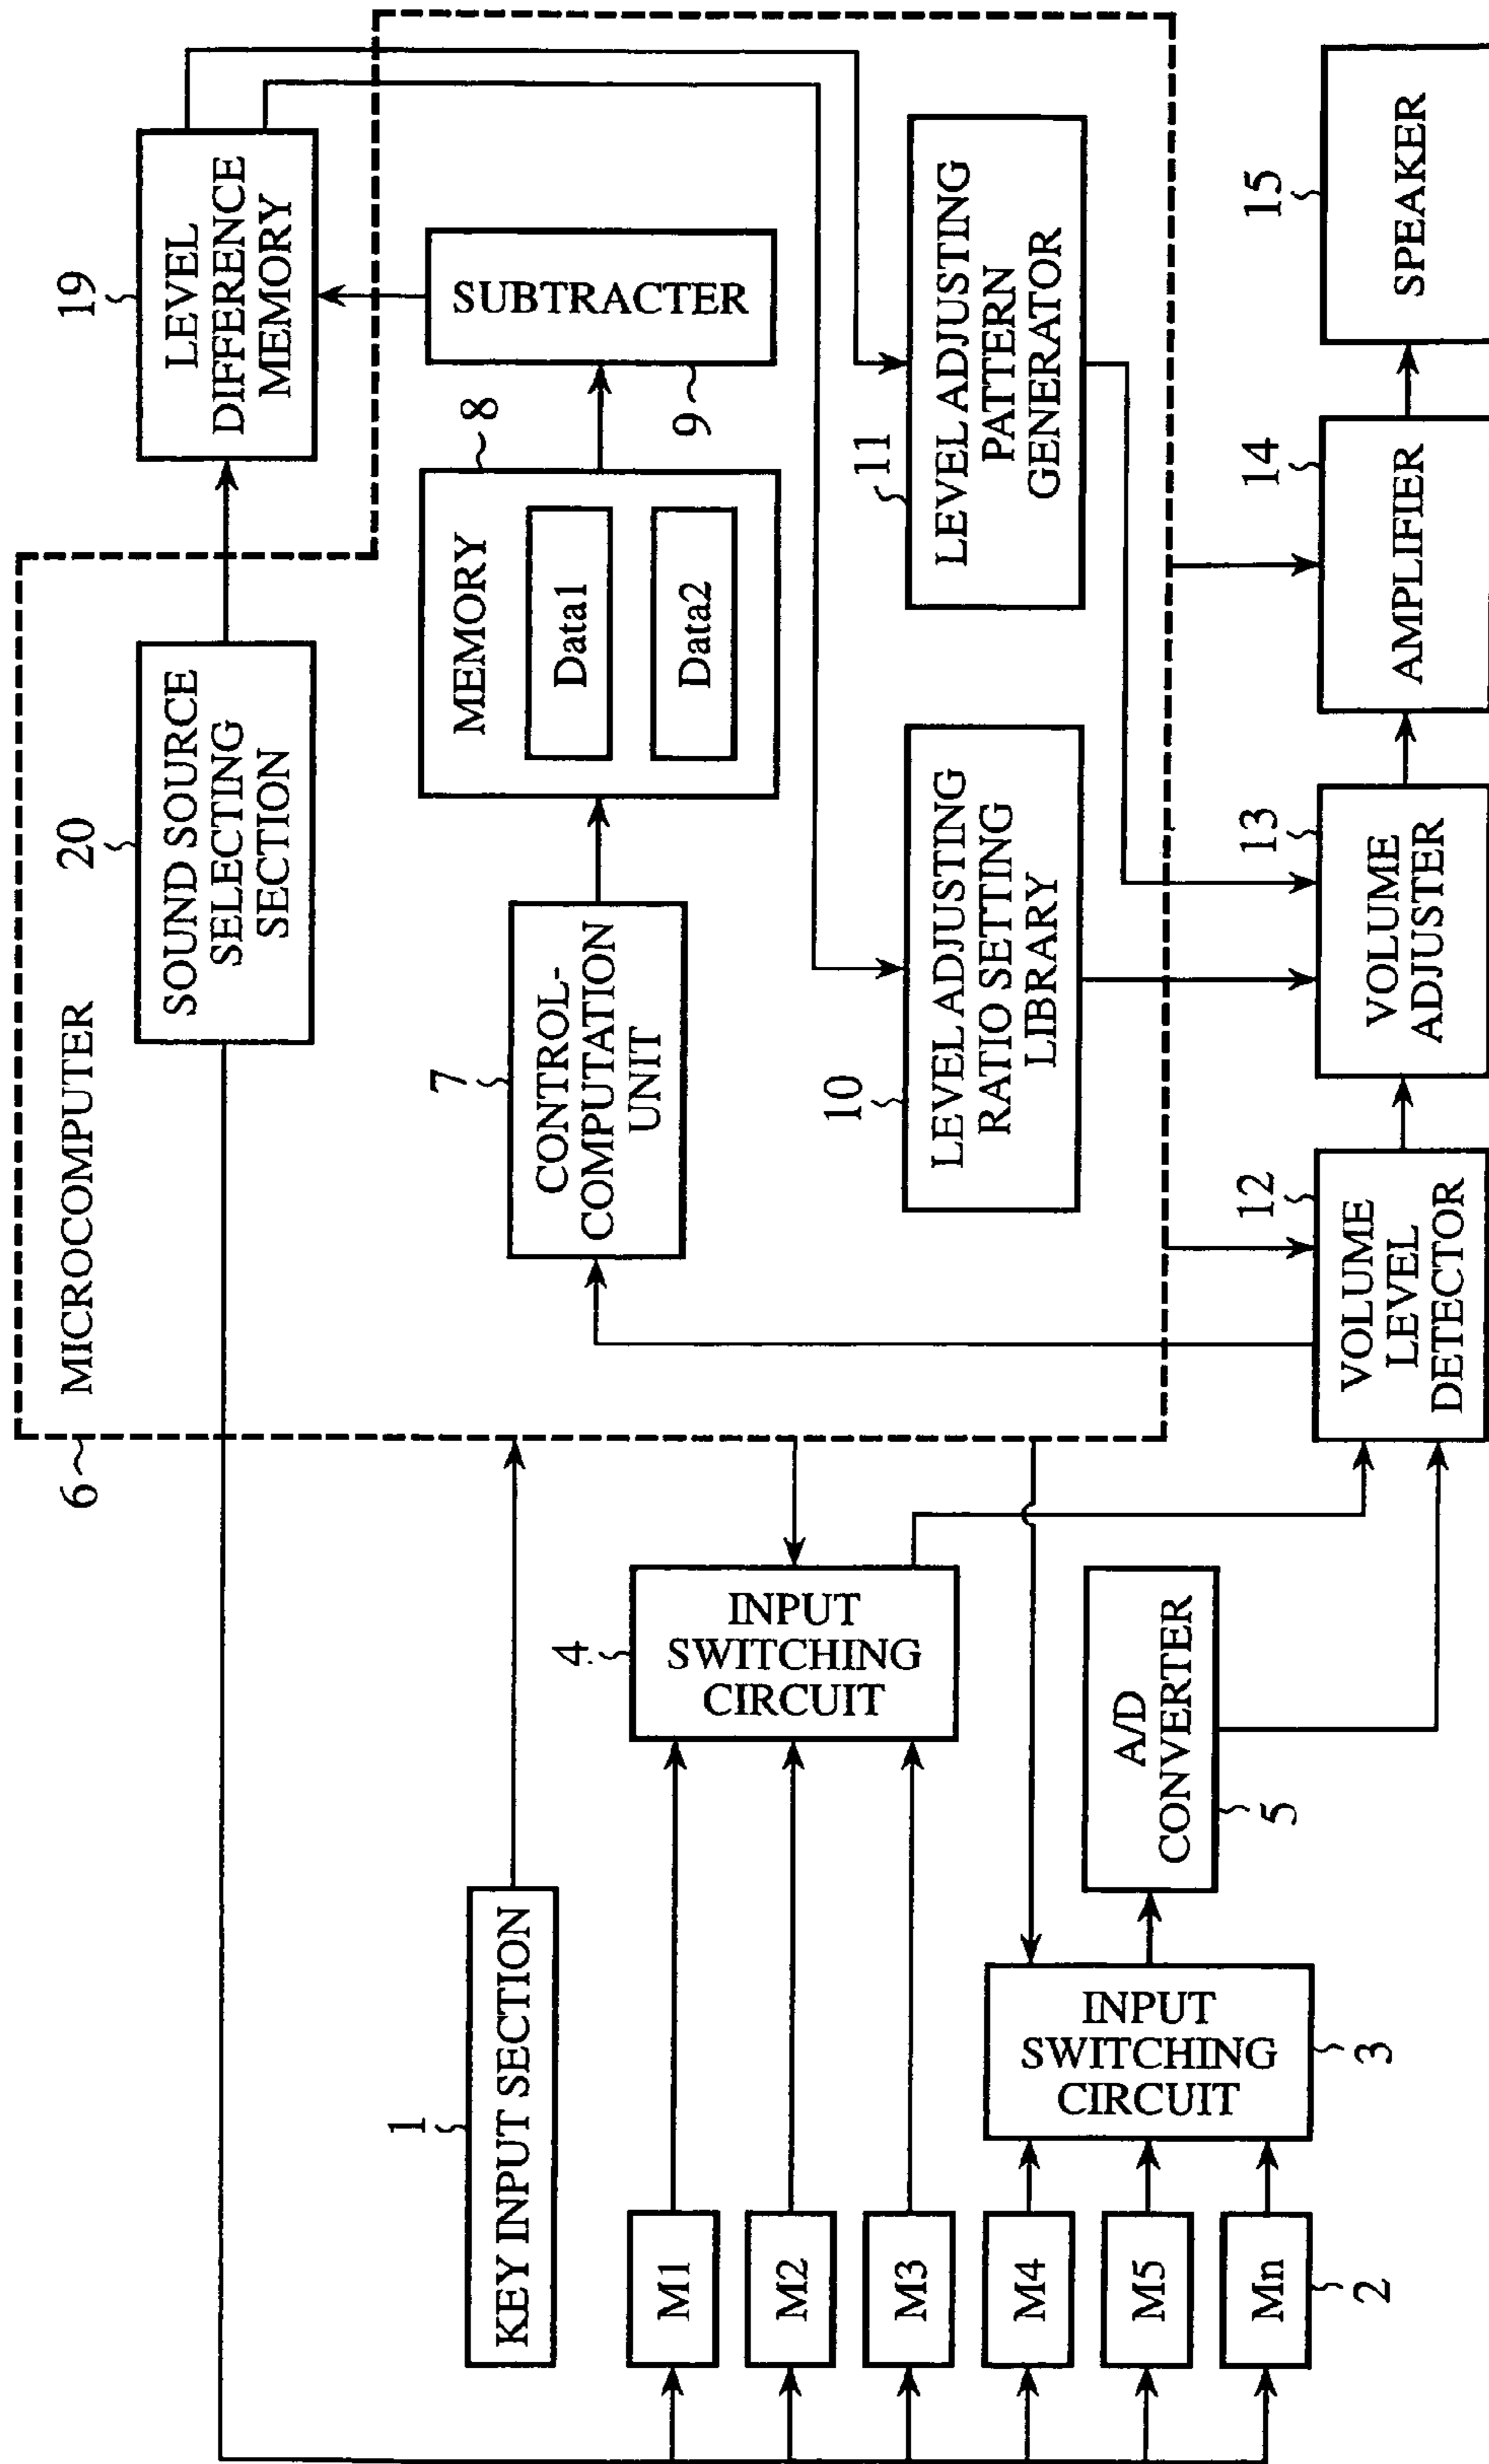 6
MICROCOMPUTER
20
SOUND SOURCE
SELECTING
SECTION
19
LEVEL
DIFFERENCE
MEMORY
7
CONTROL-
COMPUTATION
UNIT
8
MEMORY
Data1
Data2
SUBTRACTER
9
10
LEVEL ADJUSTING
RATIO SETTING
LIBRARY
11
LEVEL ADJUSTING
PATTERN
GENERATOR
1
KEY INPUT SECTION
M1
M2
M3
M4
M5
Mn
2
4
INPUT
SWITCHING
CIRCUIT
INPUT
SWITCHING
CIRCUIT
3
A/D
CONVERTER
5
12
VOLUME
LEVEL
DETECTOR
13
VOLUME
ADJUSTER
14
AMPLIFIER
15
SPEAKER